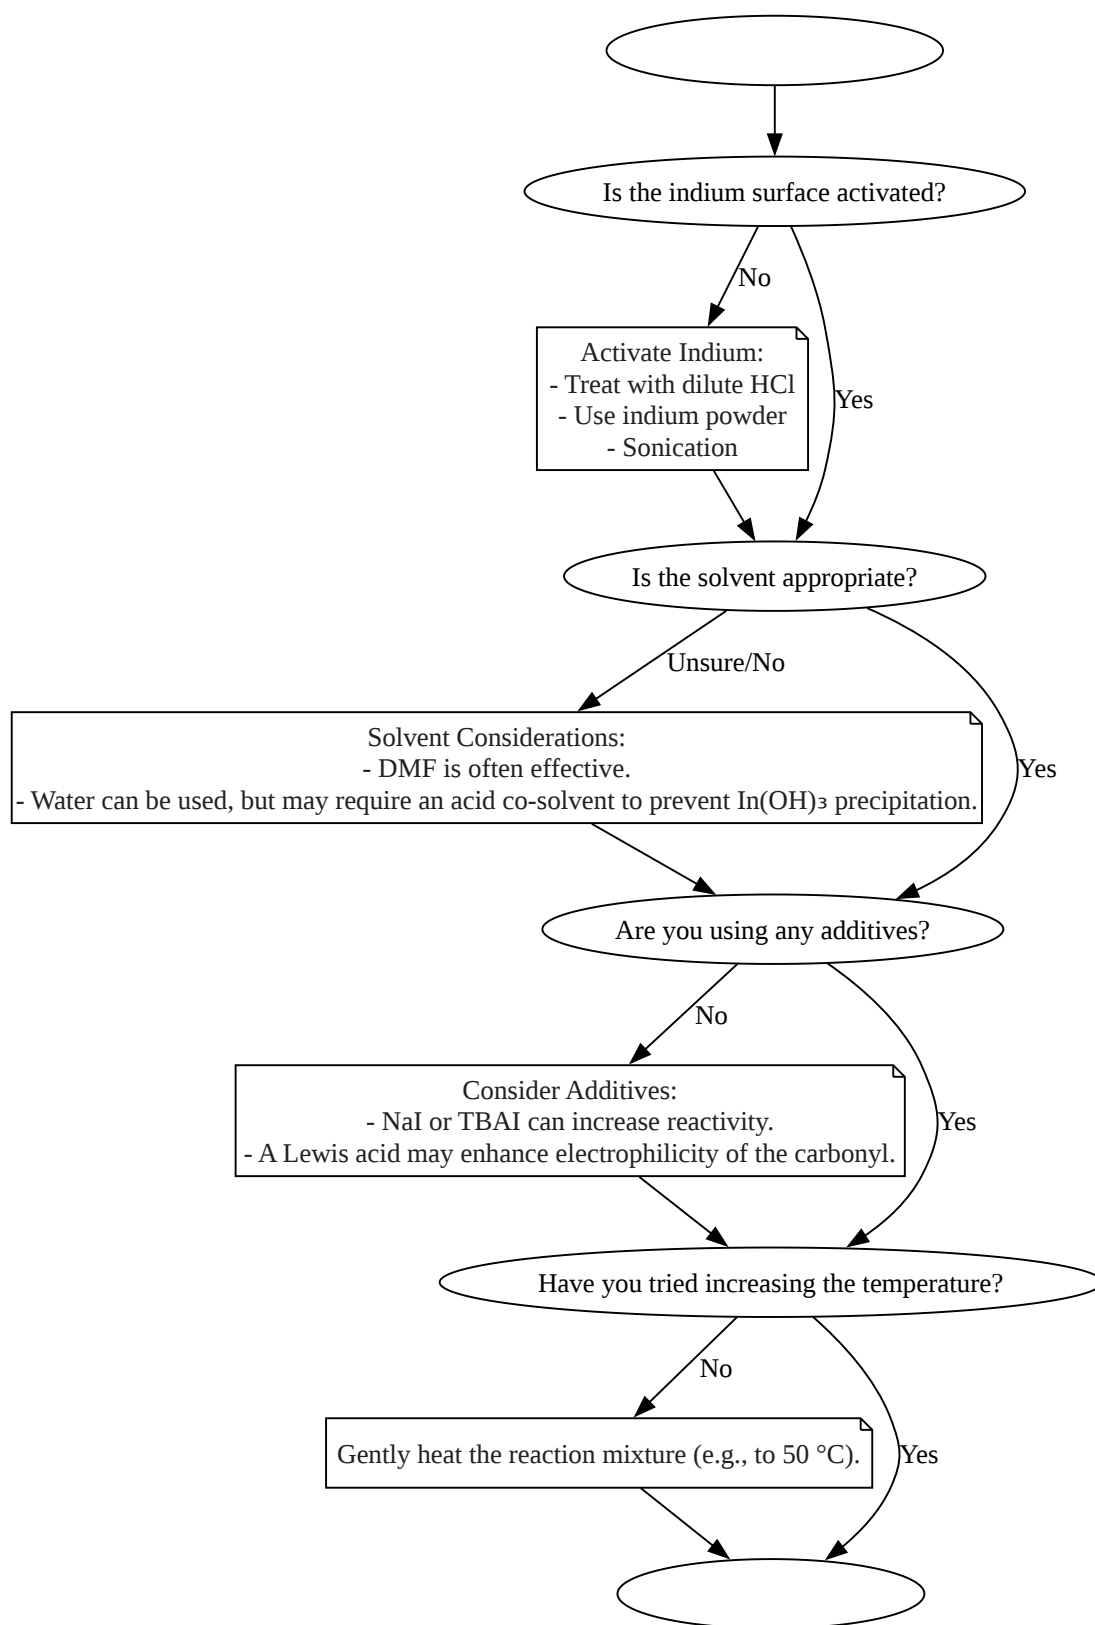 Is the indium surface activated?
No
Activate Indium:
- Treat with dilute HCl
- Use indium powder
- Sonication
Yes
Is the solvent appropriate?
Unsure/No
Solvent Considerations:
- DMF is often effective.
- Water can be used, but may require an acid co-solvent to prevent In(OH)₃ precipitation.
Yes
Are you using any additives?
No
Consider Additives:
- NaI or TBAI can increase reactivity.
- A Lewis acid may enhance electrophilicity of the carbonyl.
Yes
Have you tried increasing the temperature?
No
Gently heat the reaction mixture (e.g., to 50 °C).
Yes